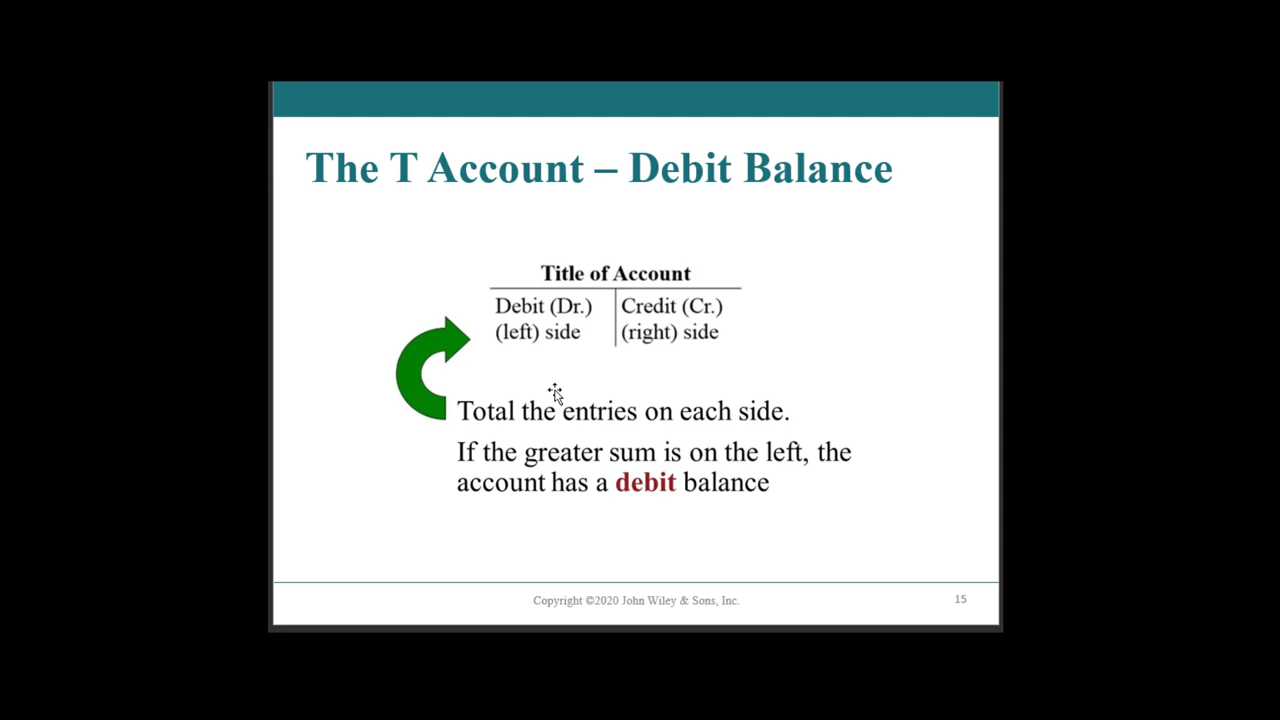 The T Account – Debit Balance
Title of Account
Debit (Dr.) Credit (Cr.)
(left) side (right) side
Total the entries on each side.
If the greater sum is on the left, the
account has a debit balance
Copyright ©2020 John Wiley & Sons, Inc.
15